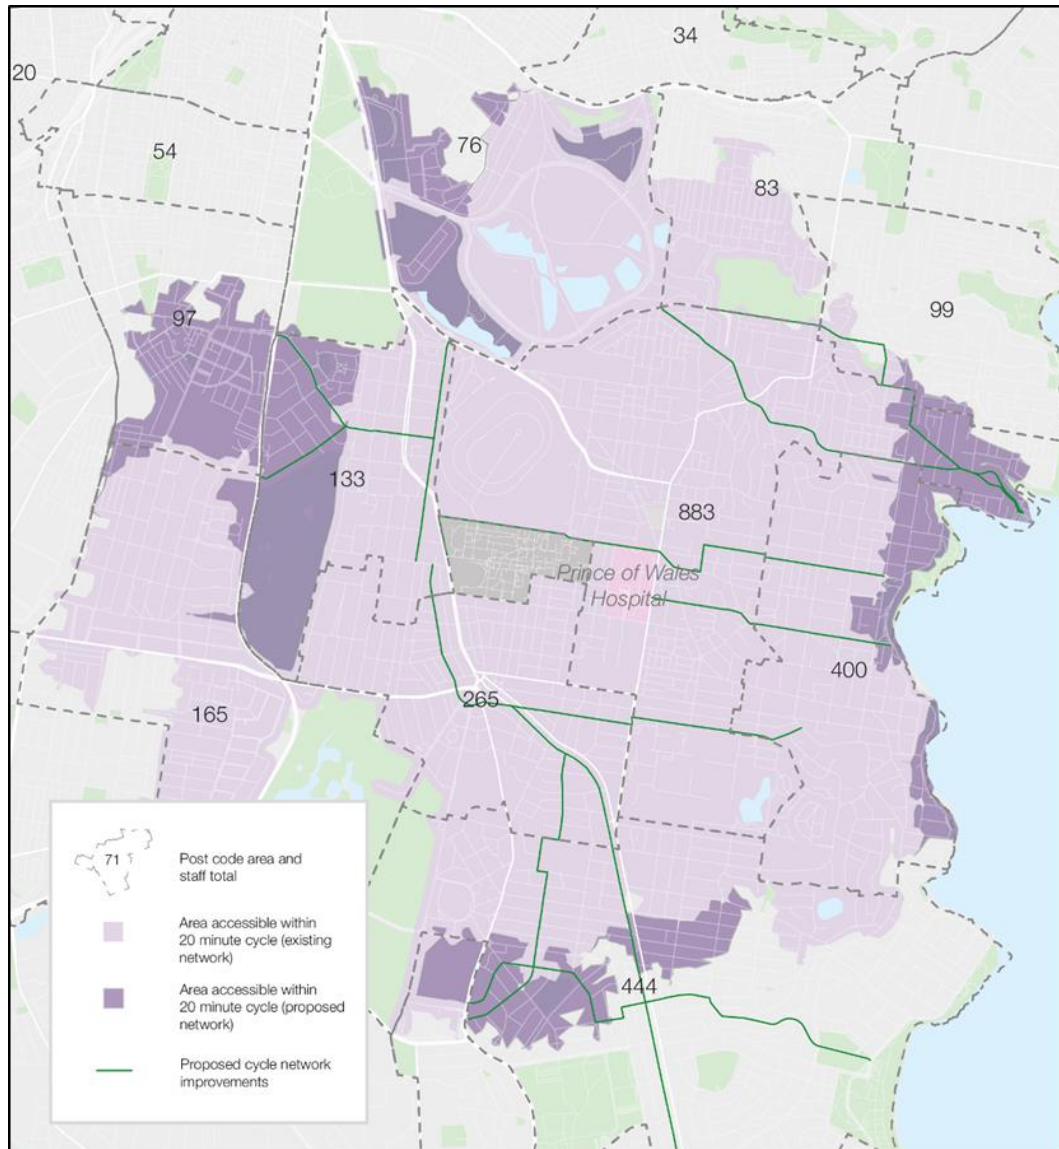 34
20
76
54
83
97
99
133
883
Prince of Wales
Hospital
400
265
165
444
71
Post code area and
staff total
Area accessible within
20 minute cycle (existing
network)
Area accessible within
20 minute cycle (proposed
network)
Proposed cycle network
improvements